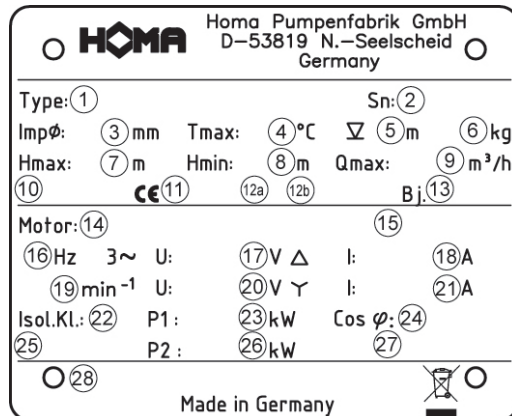 HOMA Homa Pumpenfabrik GmbH
D-53819 N.-Seelscheid
Germany
Type: 1 Sn: 2
Impø: 3 mm Tmax: 4 °C 5 m 6 kg
Hmax: 7 m Hmin: 8 m Qmax: 9 m³/h
10 CE 11 12a 12b Bj. 13
Motor: 14 15
16 Hz 3~ U: 17 V Δ I: 18 A
19 min⁻¹ U: 20 V Y I: 21 A
Isol.Kl.: 22 P1: 23 kW Cos φ: 24
25 P2: 26 kW 27
28
Made in Germany